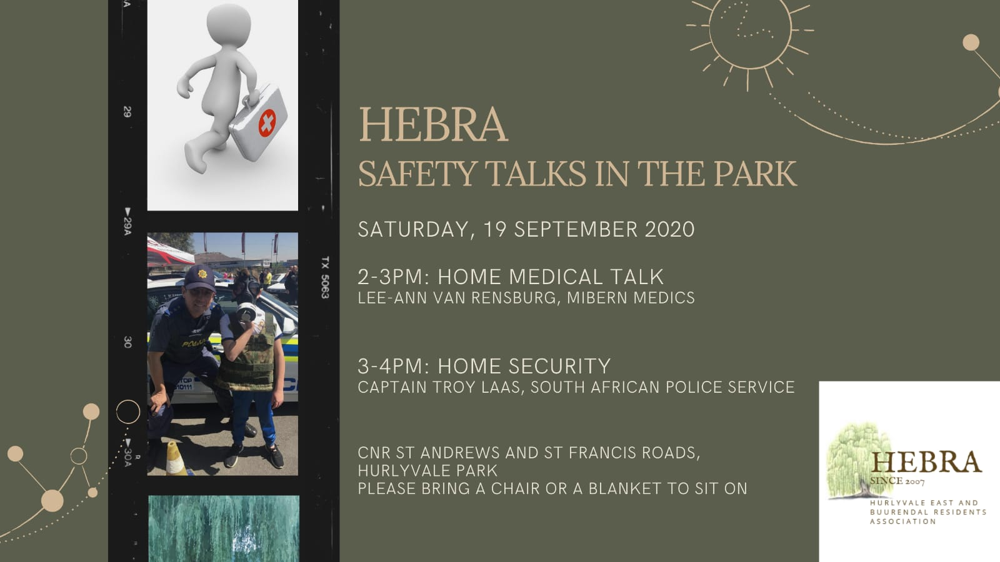 HEBRA
SAFETY TALKS IN THE PARK
SATURDAY, 19 SEPTEMBER 2020
2-3PM: HOME MEDICAL TALK
LEE-ANN VAN RENSBURG, MIBERN MEDICS
3-4PM: HOME SECURITY
CAPTAIN TROY LAAS, SOUTH AFRICAN POLICE SERVICE
CNR ST ANDREWS AND ST FRANCIS ROADS,
HURLYVALE PARK
PLEASE BRING A CHAIR OR A BLANKET TO SIT ON
HEBRA
SINCE 2007
HURLYVALE EAST AND
BUURENDAL RESIDENTS
ASSOCIATION
29
29A
30
30A
TX 5063
POLICE